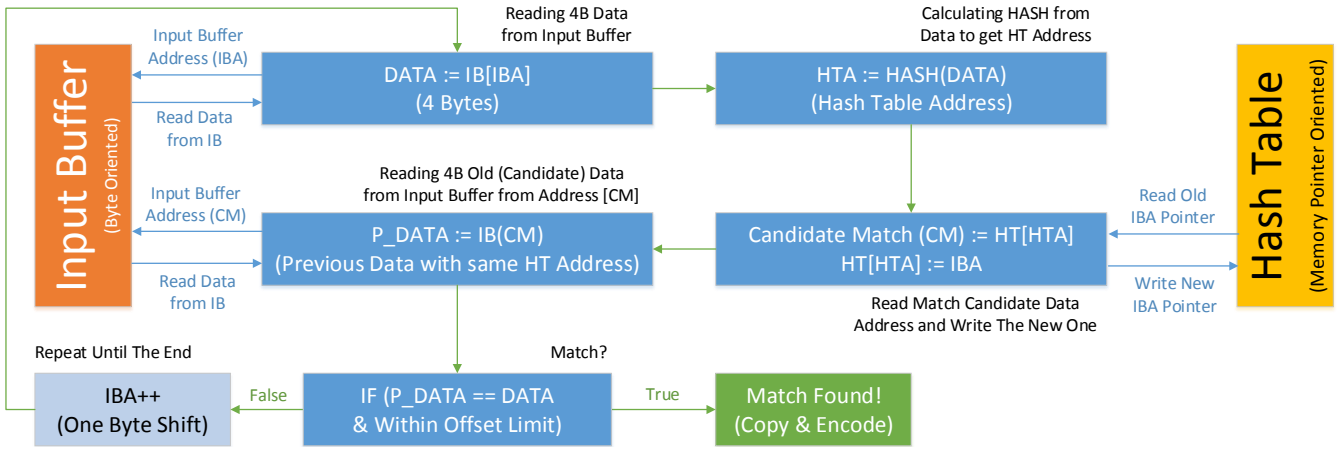 Reading 4B Data
from Input Buffer
Calculating HASH from
Data to get HT Address
Input Buffer
Address (IBA)
DATA := IB[IBA]
(4 Bytes)
HTA := HASH(DATA)
(Hash Table Address)
Read Data
from IB
Input Buffer
(Byte Oriented)
Hash Table
(Memory Pointer Oriented)
Reading 4B Old (Candidate) Data
from Input Buffer from Address [CM]
Input Buffer
Address (CM)
P_DATA := IB(CM)
(Previous Data with same HT Address)
Candidate Match (CM) := HT[HTA]
HT[HTA] := IBA
Read Old
IBA Pointer
Read Data
from IB
Write New
IBA Pointer
Read Match Candidate Data
Address and Write The New One
Repeat Until The End
Match?
IBA++
(One Byte Shift)
False
IF (P_DATA == DATA
& Within Offset Limit)
True
Match Found!
(Copy & Encode)